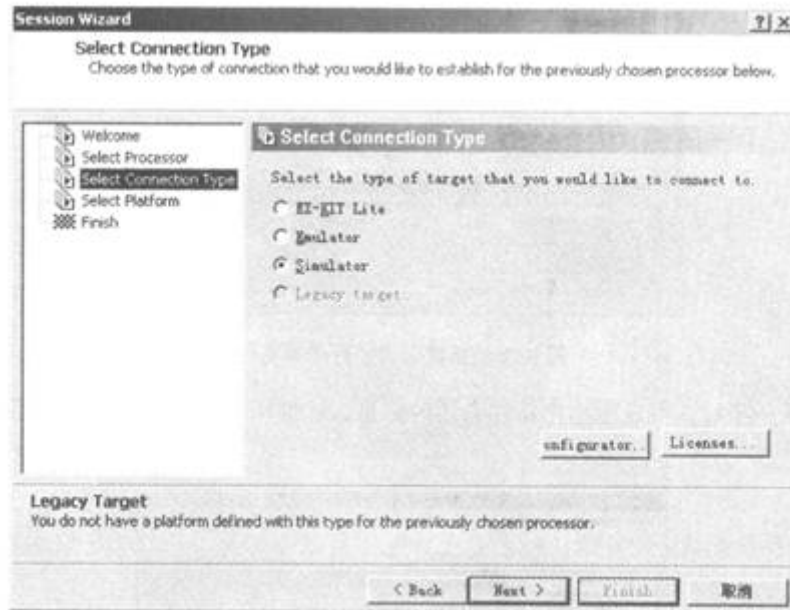 Session Wizard
Select Connection Type
Choose the type of connection that you would like to establish for the previously chosen processor below.
Welcome
Select Processor
Select Connection Type
Select Platform
Finish
Select Connection Type
Select the type of target that you would like to connect to.
EZ-KIT Lite
Emulator
Simulator
Legacy target
onfigurator..
Licenses...
Legacy Target
You do not have a platform defined with this type for the previously chosen processor.
< Back
Next >
Finish
取消